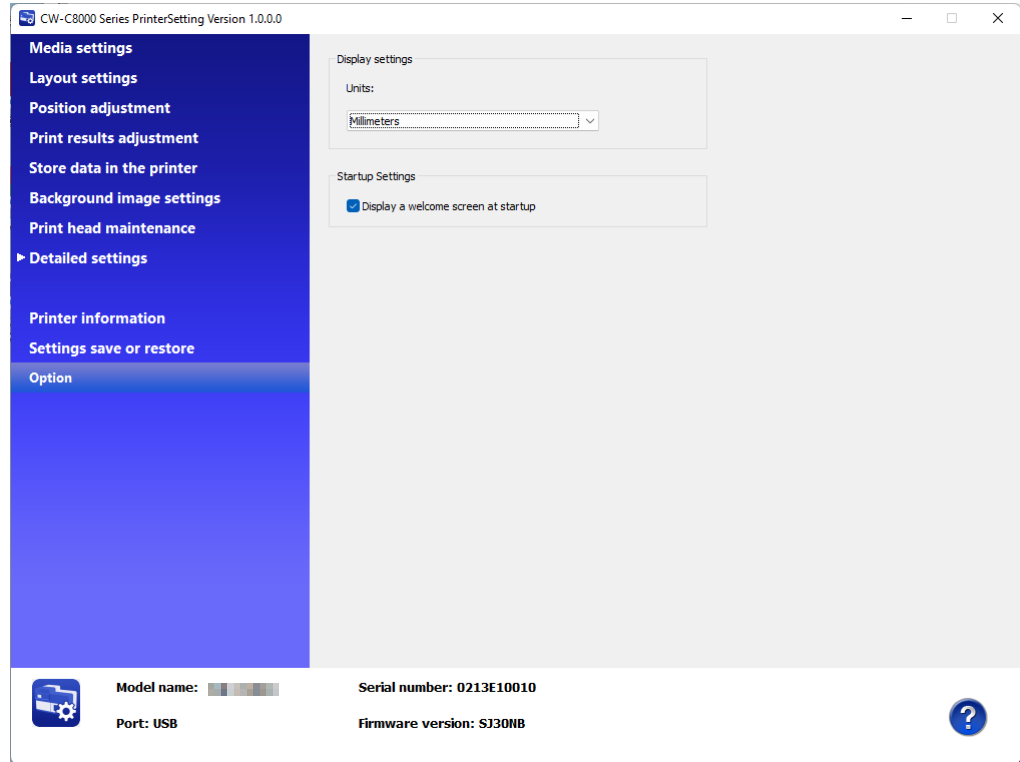 CW-C8000 Series PrinterSetting Version 1.0.0.0
Media settings
Layout settings
Position adjustment
Print results adjustment
Store data in the printer
Background image settings
Print head maintenance
Detailed settings
Printer information
Settings save or restore
Option
Display settings
Units:
Millimeters
Startup Settings
Display a welcome screen at startup
Model name:
Serial number: 0213E10010
Port: USB
Firmware version: SJ30NB
?